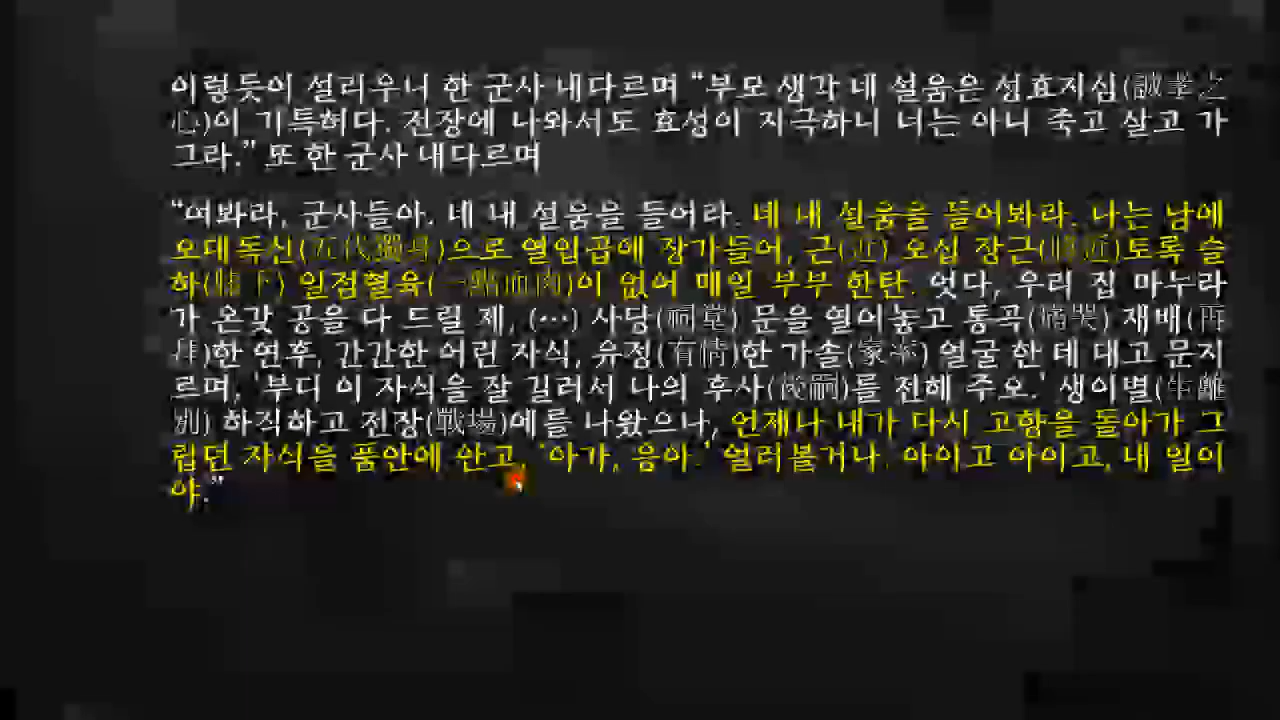 이렇듯이 설리우니 한 군사 내다르며 “부모 생각 네 설움은 성효지심(誠孝之
心)이 기특허다. 전장에 나와서도 효성이 지극하니 너는 아니 죽고 살고 가
그라.” 또 한 군사 내다르며
“여봐라, 군사들아. 네 내 설움을 들어라. 네 내 설움을 들어봐라. 나는 남에
오대독신(五代獨身)으로 열입곱에 장가들어, 근(近) 오십 장근(將近)토록 슬
하(膝下) 일점혈육(一點血肉)이 없어 매일 부부 한탄. 엇다, 우리 집 마누라
가 온갖 공을 다 드릴 제, (…) 사당(祠堂) 문을 열어놓고 통곡(痛哭) 재배(再
拜)한 연후, 간간한 어린 자식, 유정(有情)한 가솔(家率) 얼굴 한 데 대고 문지
르며, ‘부디 이 자식을 잘 길러서 나의 후사(後嗣)를 전해 주오.’ 생이별(生離
別) 하직하고 전장(戰場)에를 나왔으나, 언제나 내가 다시 고향을 돌아가 그
립던 자식을 품안에 안고, ‘아가, 응아.’ 얼러볼거나. 아이고 아이고, 내 일이
야.”